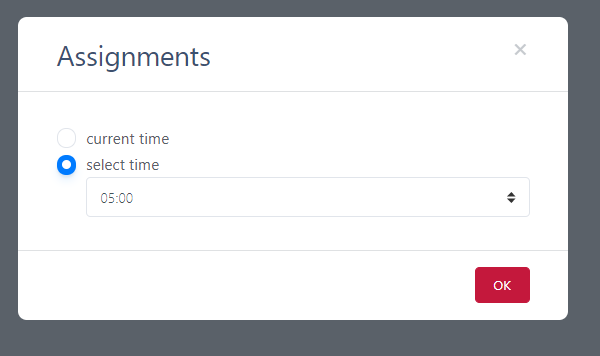 Assignments
current time
select time
05:00
OK